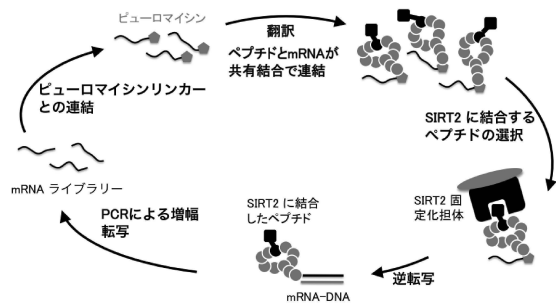 ピューロマイシン
翻訳
ペプチドとmRNAが
共有結合で連結
ピューロマイシンリンカー
との連結
SIRT2 に結合する
ペプチドの選択
mRNA ライブラリー
SIRT2 固
定化担体
SIRT2 に結合
したペプチド
PCRによる増幅
転写
逆転写
mRNA-DNA